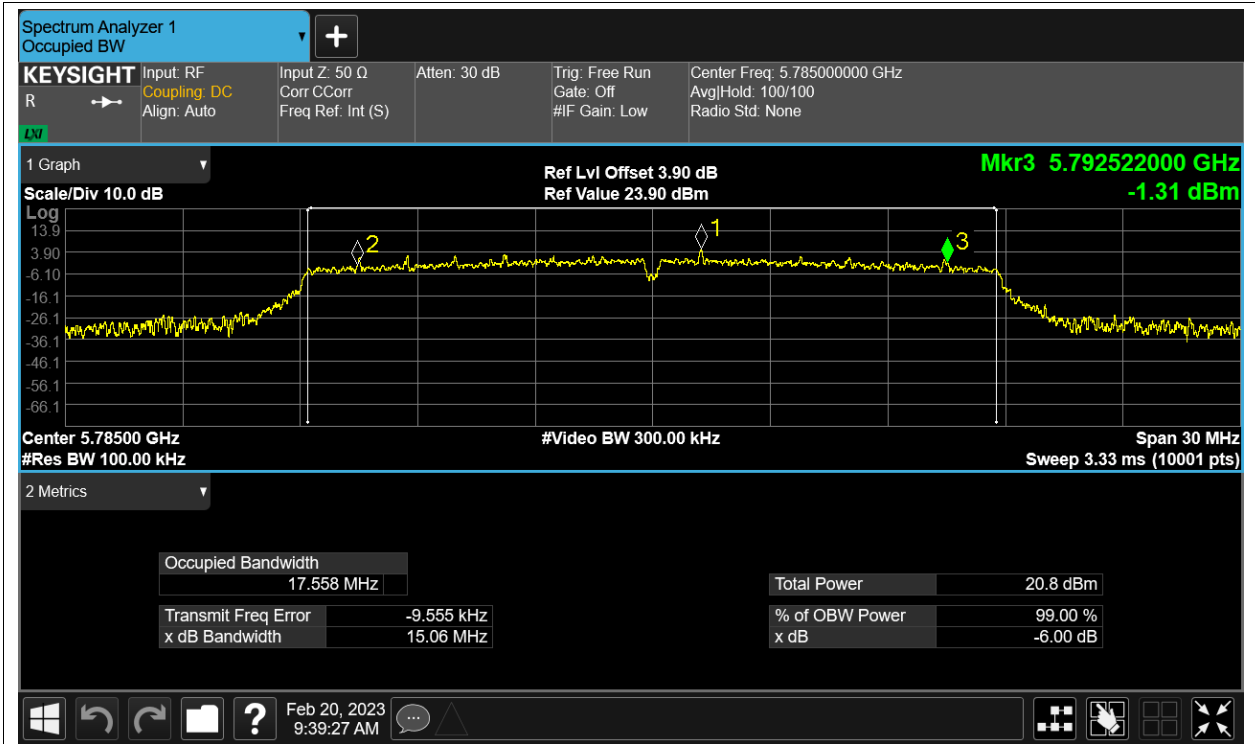 Spectrum Analyzer 1
Occupied BW
KEYSIGHT
R
LXI
Input: RF
Coupling: DC
Align: Auto
Input Z: 50 Ω
Corr CCorr
Freq Ref: Int (S)
Atten: 30 dB
Trig: Free Run
Gate: Off
#IF Gain: Low
Center Freq: 5.785000000 GHz
Avg|Hold: 100/100
Radio Std: None
1 Graph
Scale/Div 10.0 dB
Ref Lvl Offset 3.90 dB
Ref Value 23.90 dBm
Mkr3 5.792522000 GHz
-1.31 dBm
Log
13.9
3.90
-6.10
-16.1
-26.1
-36.1
-46.1
-56.1
-66.1
2
1
3
Center 5.78500 GHz
#Res BW 100.00 kHz
#Video BW 300.00 kHz
Span 30 MHz
Sweep 3.33 ms (10001 pts)
2 Metrics
Occupied Bandwidth
17.558 MHz
Transmit Freq Error -9.555 kHz
x dB Bandwidth 15.06 MHz
Total Power 20.8 dBm
% of OBW Power 99.00 %
x dB -6.00 dB
?
Feb 20, 2023
9:39:27 AM